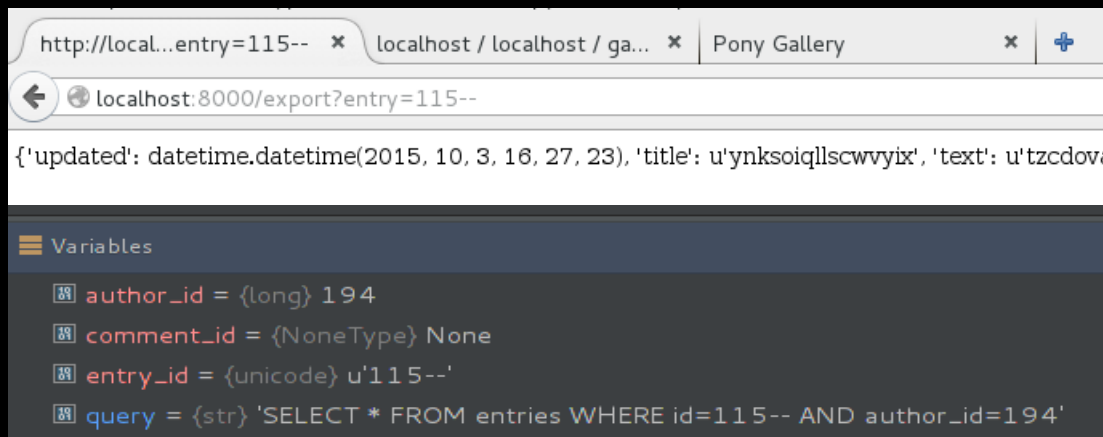 http://local...entry=115-- × localhost / localhost / ga... × Pony Gallery ×
localhost:8000/export?entry=115--
{'updated': datetime.datetime(2015, 10, 3, 16, 27, 23), 'title': u'ynksoiqllscwvyix', 'text': u'tzcdova
Variables
author_id = {long} 194
comment_id = {NoneType} None
entry_id = {unicode} u'115--'
query = {str} 'SELECT * FROM entries WHERE id=115-- AND author_id=194'